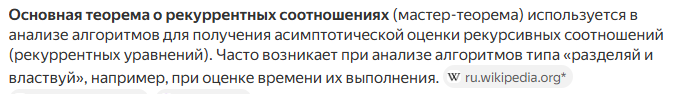 Основная теорема о рекуррентных соотношениях (мастер-теорема) используется в
анализе алгоритмов для получения асимптотической оценки рекурсивных соотношений
(рекуррентных уравнений). Часто возникает при анализе алгоритмов типа «разделяй и
властвуй», например, при оценке времени их выполнения. W ru.wikipedia.org*